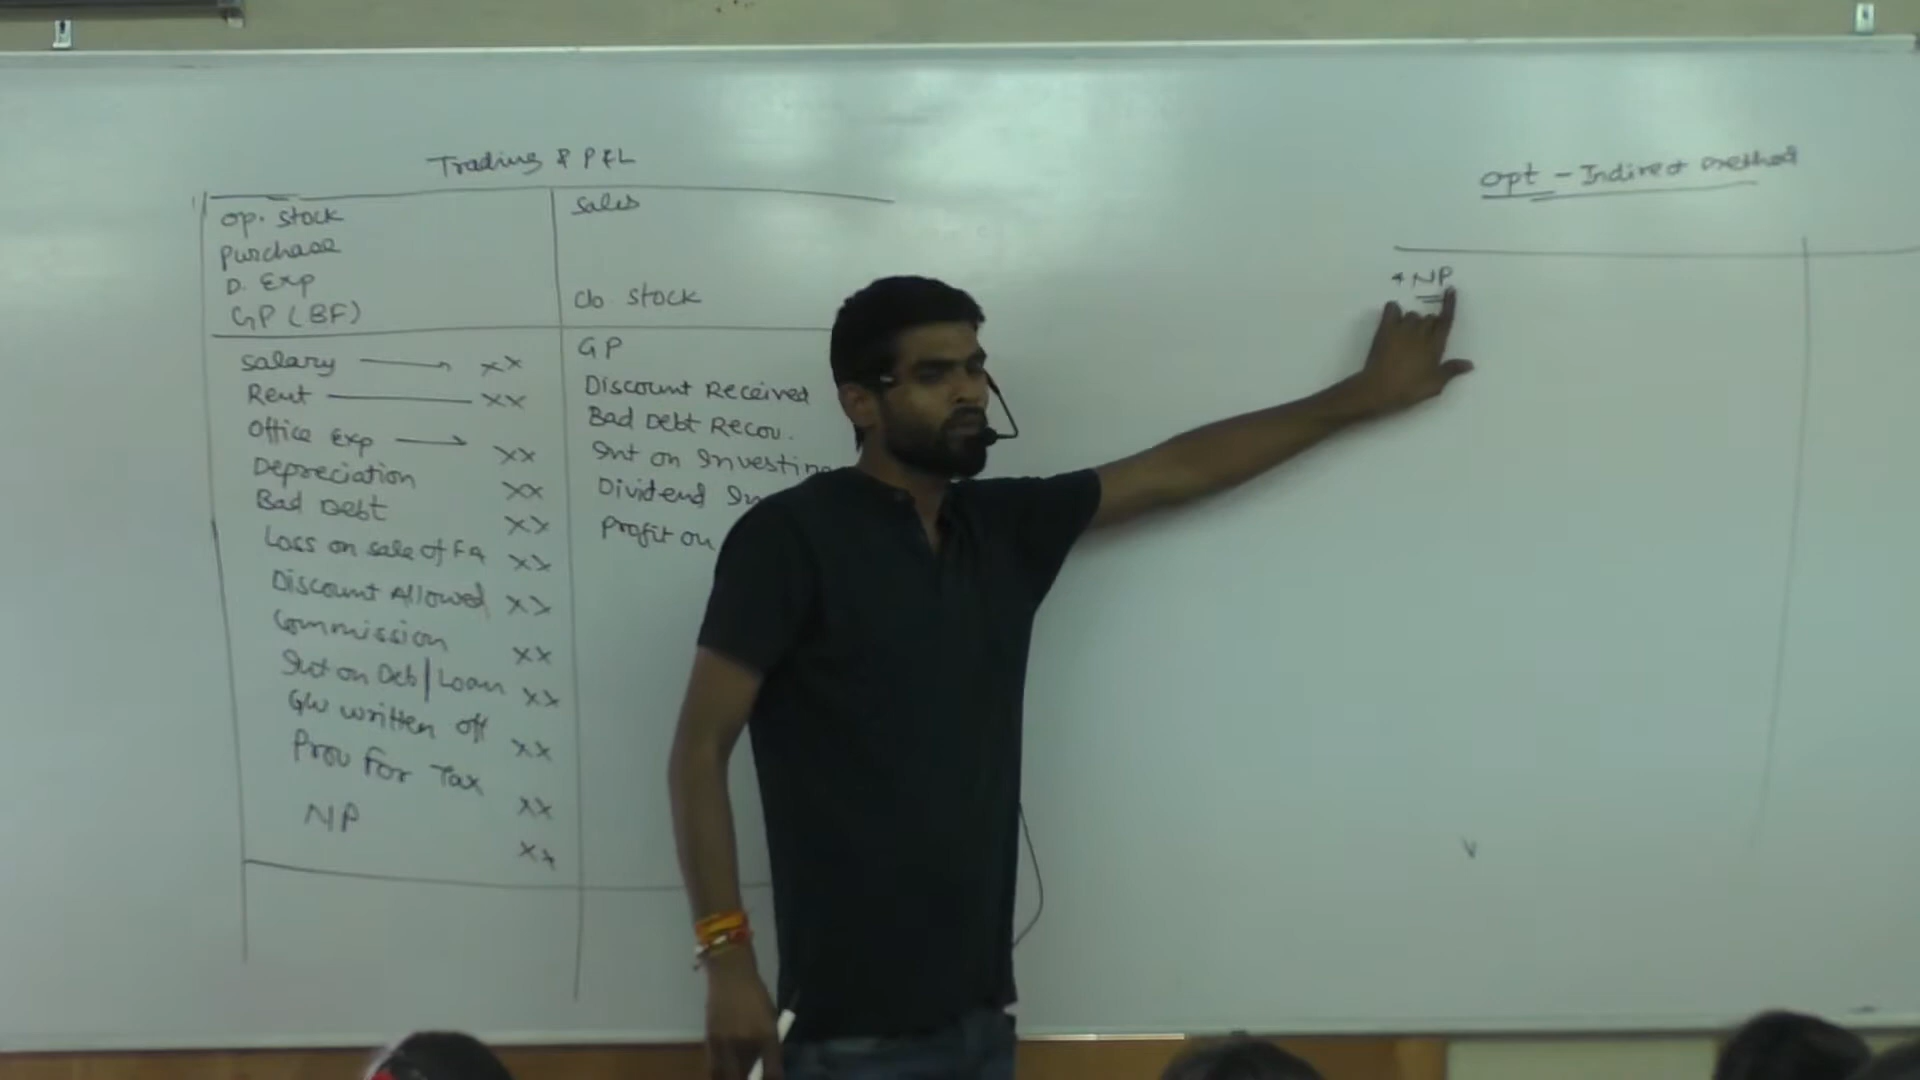 Trading & P&L
op. stock
Purchase
D. Exp
GP (BF)
Sales
Clo stock
Salary xx
Rent xx
Office Exp xx
Depreciation xx
Bad Debt xx
Loss on sale of FA xx
Discount Allowed xx
Commission xx
Int on Deb/Loan xx
GW written off xx
Prov For Tax xx
NP xx
GP
Discount Received
Bad Debt Recov.
Int on Investin
Dividend In
Profit on
opt - Indirect method
* NP